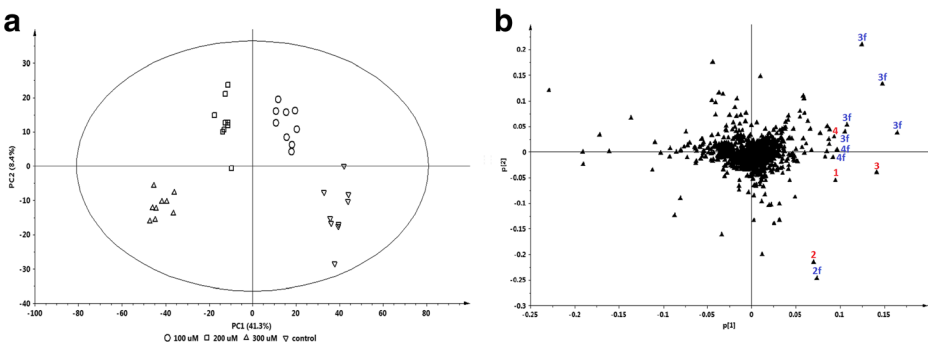 a
30
20
10
0
-10
-20
-30
-40
PC2 (8.4%)
-100 -80 -60 -40 -20 0 20 40 60 80
PC1 (41.3%)
100 uM 200 uM 300 uM control
b
0.2
0.15
0.1
0.05
0
-0.05
-0.1
-0.15
-0.2
-0.25
-0.3
p[2]
3f
3f
3f
3f
4
3f
4f
4f
1
3
2
2f
-0.25 -0.2 -0.15 -0.1 -0.05 0 0.05 0.1 0.15
p[1]